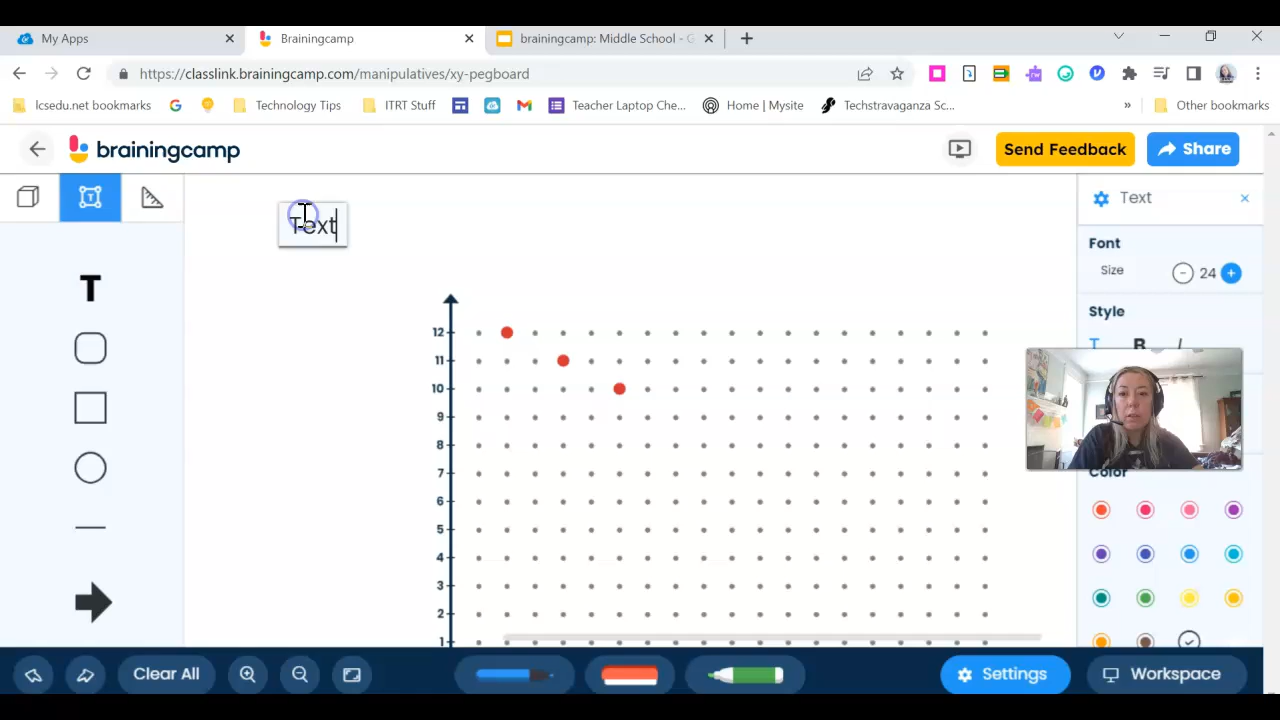 My Apps
Brainingcamp
brainingcamp: Middle School - G
https://classlink.brainingcamp.com/manipulatives/xy-pegboard
lcsedu.net bookmarks
Technology Tips
ITRT Stuff
Teacher Laptop Che...
Home | Mysite
Techstravaganza Sc...
»
Other bookmarks
brainingcamp
Send Feedback
Share
T
Text
Text
Font
Size
24
Style
T B I
Color
T
12
11
10
9
8
7
6
5
4
3
2
1
Clear All
Settings
Workspace